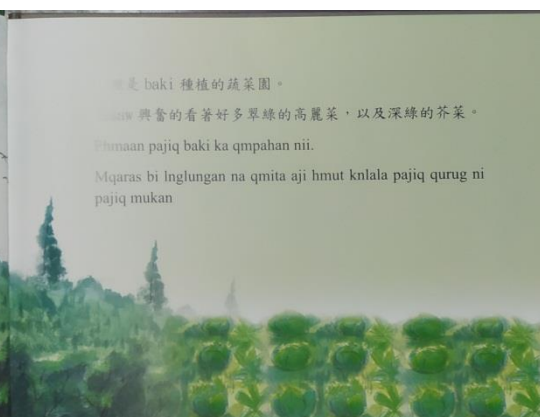 是 baki 種植的蔬菜園。
興奮的看著好多翠綠的高麗菜，以及深綠的芥菜。
Phmaan pajiq baki ka qmpahan nii.
Mqaras bi lnglungan na qmita aji hmut knlala pajiq qurug ni
pajiq mukan